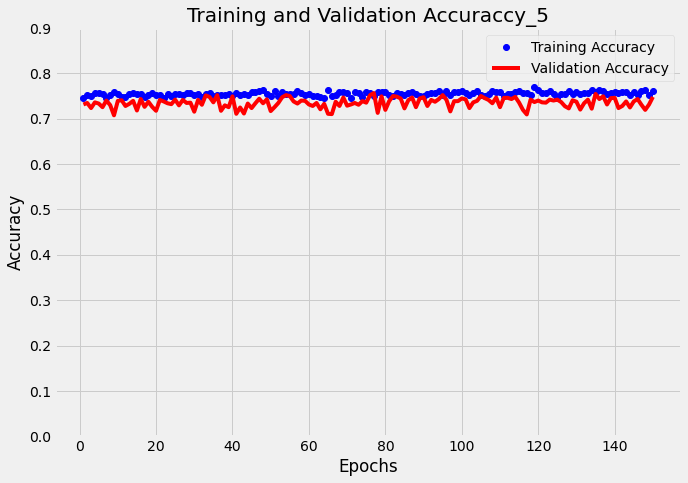 Training and Validation Accuraccy_5
0.9
0.8
0.7
0.6
0.5
0.4
0.3
0.2
0.1
0.0
Accuracy
Training Accuracy
Validation Accuracy
0 20 40 60 80 100 120 140
Epochs